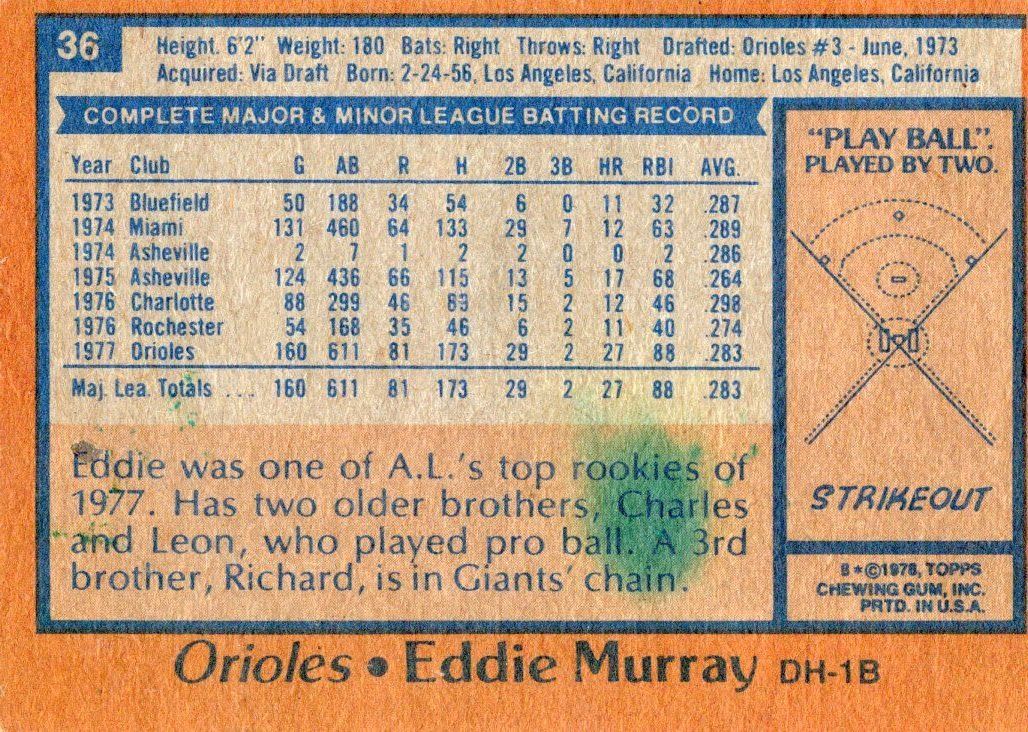 36
Height. 6'2" Weight: 180 Bats: Right Throws: Right Drafted: Orioles #3 - June, 1973
Acquired: Via Draft Born: 2-24-56, Los Angeles, California Home: Los Angeles, California
COMPLETE MAJOR & MINOR LEAGUE BATTING RECORD
Year Club G AB R H 2B 3B HR RBI AVG.
1973 Bluefield 50 188 34 54 6 0 11 32 .287
1974 Miami 131 460 64 133 29 7 12 63 .289
1974 Asheville 2 7 1 2 2 0 0 2 .286
1975 Asheville 124 436 66 115 13 5 17 68 .264
1976 Charlotte 88 299 46 89 15 2 12 46 .298
1976 Rochester 54 168 35 46 6 2 11 40 .274
1977 Orioles 160 611 81 173 29 2 27 88 .283
Maj. Lea. Totals .... 160 611 81 173 29 2 27 88 .283
Eddie was one of A.L.'s top rookies of
1977. Has two older brothers, Charles
and Leon, who played pro ball. A 3rd
brother, Richard, is in Giants' chain.
"PLAY BALL".
PLAYED BY TWO.
STRIKEOUT
B*©1978, TOPPS
CHEWING GUM, INC.
PRTD. IN U.S.A.
Orioles • Eddie Murray DH-1B